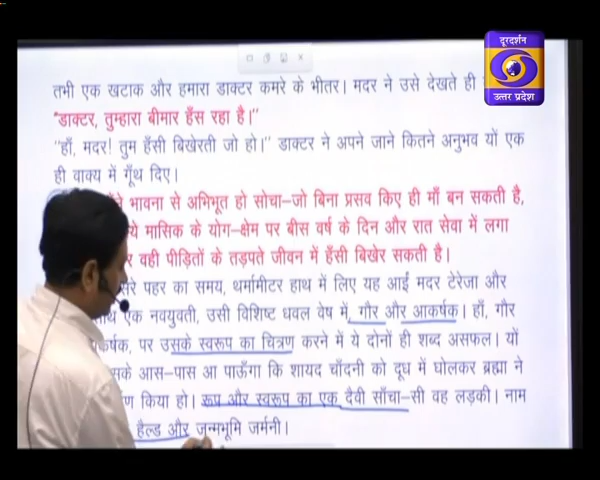 दूरदर्शन
उत्तर प्रदेश
तभी एक खटाक और हमारा डाक्टर कमरे के भीतर। मदर ने उसे देखते ही
"डाक्टर, तुम्हारा बीमार हँस रहा है।"
"हाँ, मदर! तुम हँसी बिखेरती जो हो।" डाक्टर ने अपने जाने कितने अनुभव यों एक
ही वाक्य में गूँथ दिए।
भावना से अभिभूत हो सोचा–जो बिना प्रसव किए ही माँ बन सकती है,
मासिक के योग–क्षेम पर बीस वर्ष के दिन और रात सेवा में लगा
वही पीड़ितों के तड़पते जीवन में हँसी बिखेर सकती है।
पहर का समय, थर्मामीटर हाथ में लिए यह आईं मदर टेरेजा और
एक नवयुवती, उसी विशिष्ट धवल वेष में, गौर और आकर्षक। हाँ, गौर
पर उसके स्वरूप का चित्रण करने में ये दोनों ही शब्द असफल। यों
आस-पास आ पाऊँगा कि शायद चाँदनी को दूध में घोलकर ब्रह्मा ने
किया हो। रूप और स्वरूप का एक दैवी साँचा–सी वह लड़की। नाम
हैल्ड और जन्मभूमि जर्मनी।